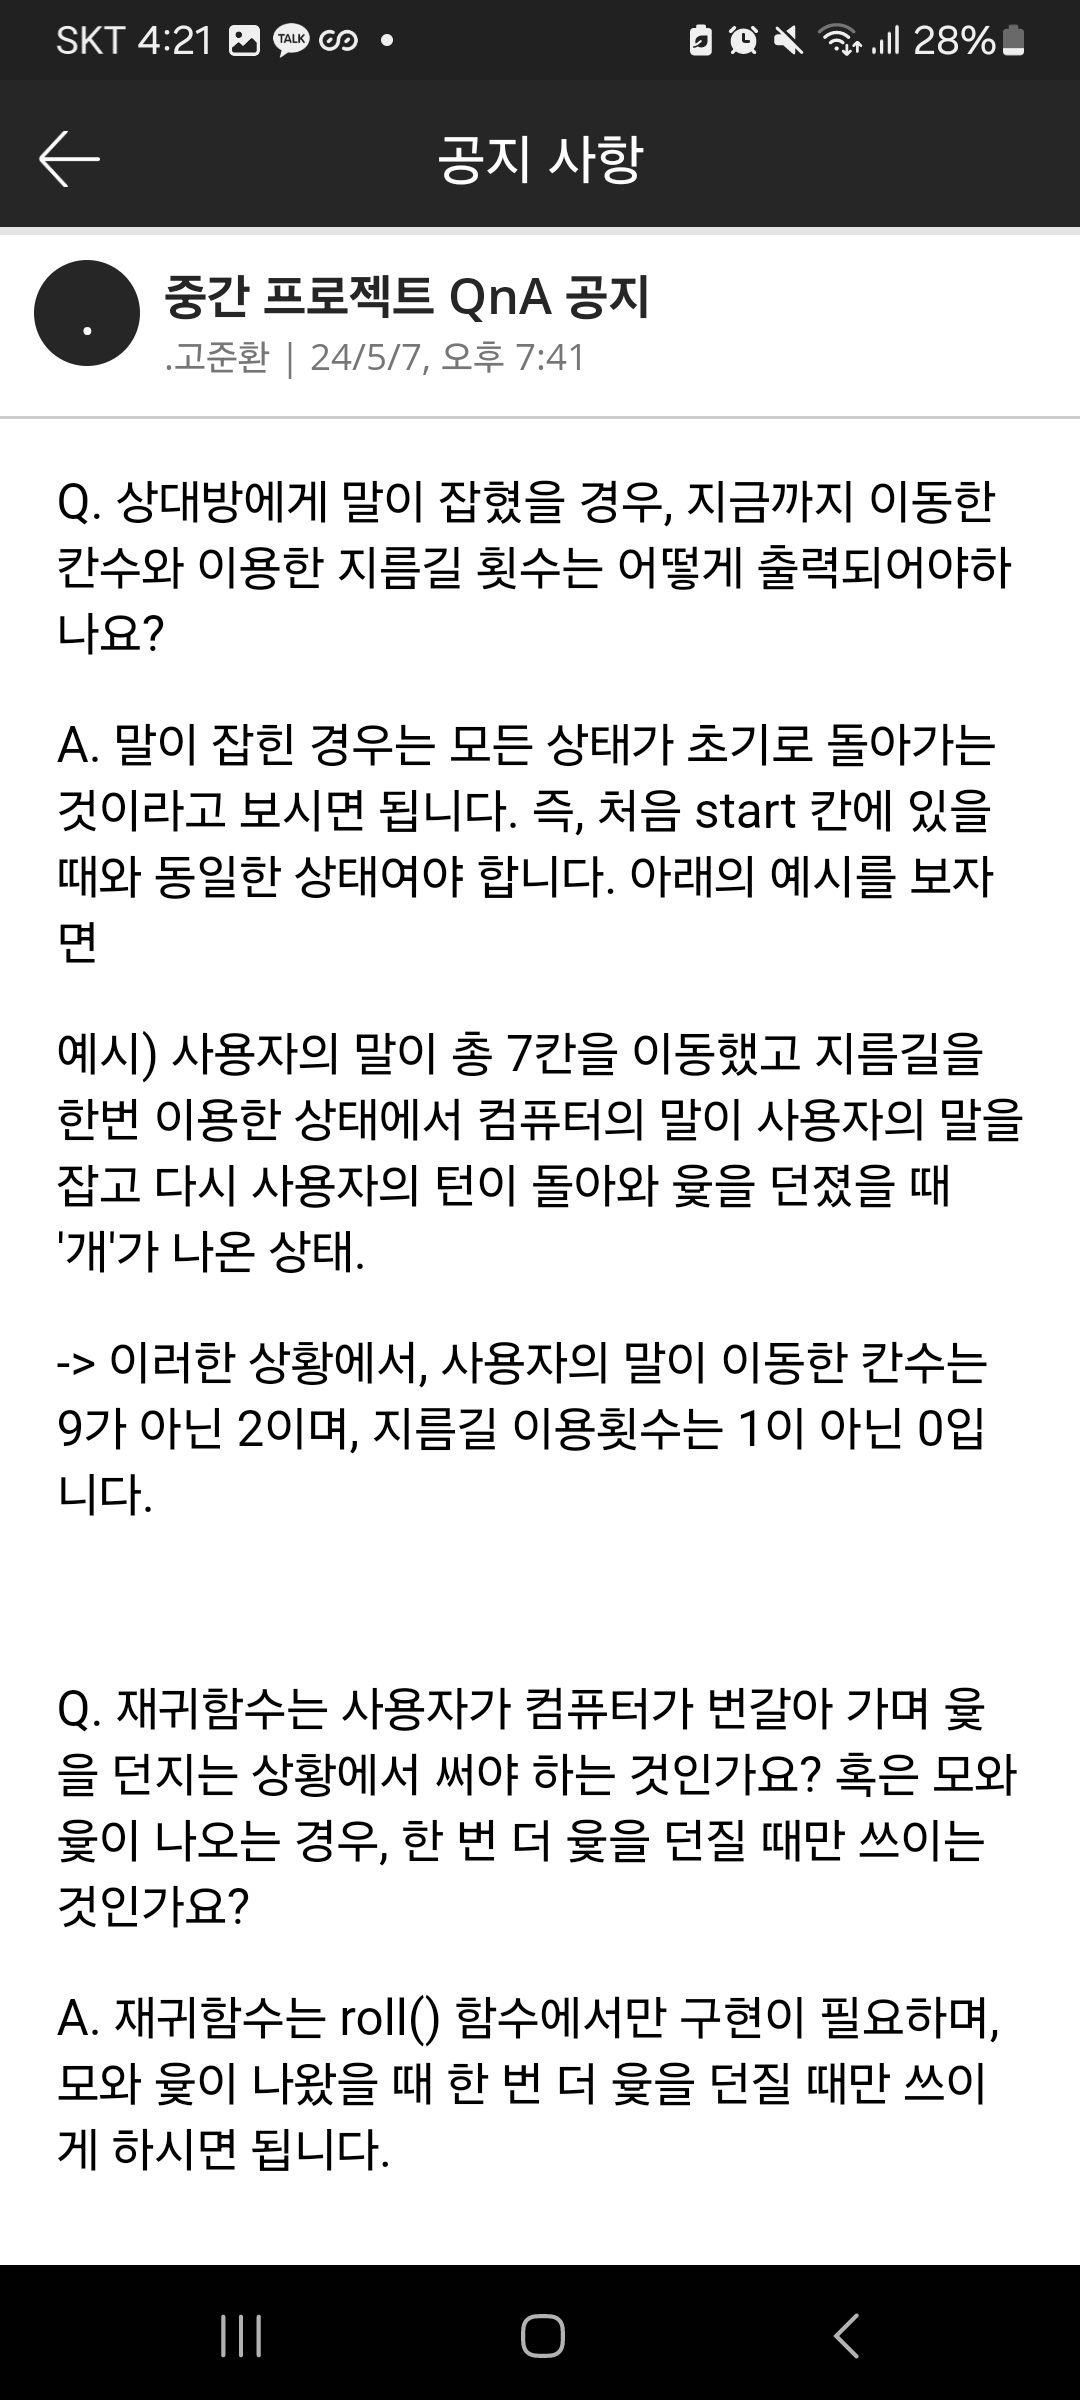 SKT 4:21 TALK 28%
공지 사항
중간 프로젝트 QnA 공지
.고준환 | 24/5/7, 오후 7:41
Q. 상대방에게 말이 잡혔을 경우, 지금까지 이동한
칸수와 이용한 지름길 횟수는 어떻게 출력되어야하
나요?
A. 말이 잡힌 경우는 모든 상태가 초기로 돌아가는
것이라고 보시면 됩니다. 즉, 처음 start 칸에 있을
때와 동일한 상태여야 합니다. 아래의 예시를 보자
면
예시) 사용자의 말이 총 7칸을 이동했고 지름길을
한번 이용한 상태에서 컴퓨터의 말이 사용자의 말을
잡고 다시 사용자의 턴이 돌아와 윷을 던졌을 때
'개'가 나온 상태.
-> 이러한 상황에서, 사용자의 말이 이동한 칸수는
9가 아닌 2이며, 지름길 이용횟수는 1이 아닌 0입
니다.
Q. 재귀함수는 사용자가 컴퓨터가 번갈아 가며 윷
을 던지는 상황에서 써야 하는 것인가요? 혹은 모와
윷이 나오는 경우, 한 번 더 윷을 던질 때만 쓰이는
것인가요?
A. 재귀함수는 roll() 함수에서만 구현이 필요하며,
모와 윷이 나왔을 때 한 번 더 윷을 던질 때만 쓰이
게 하시면 됩니다.